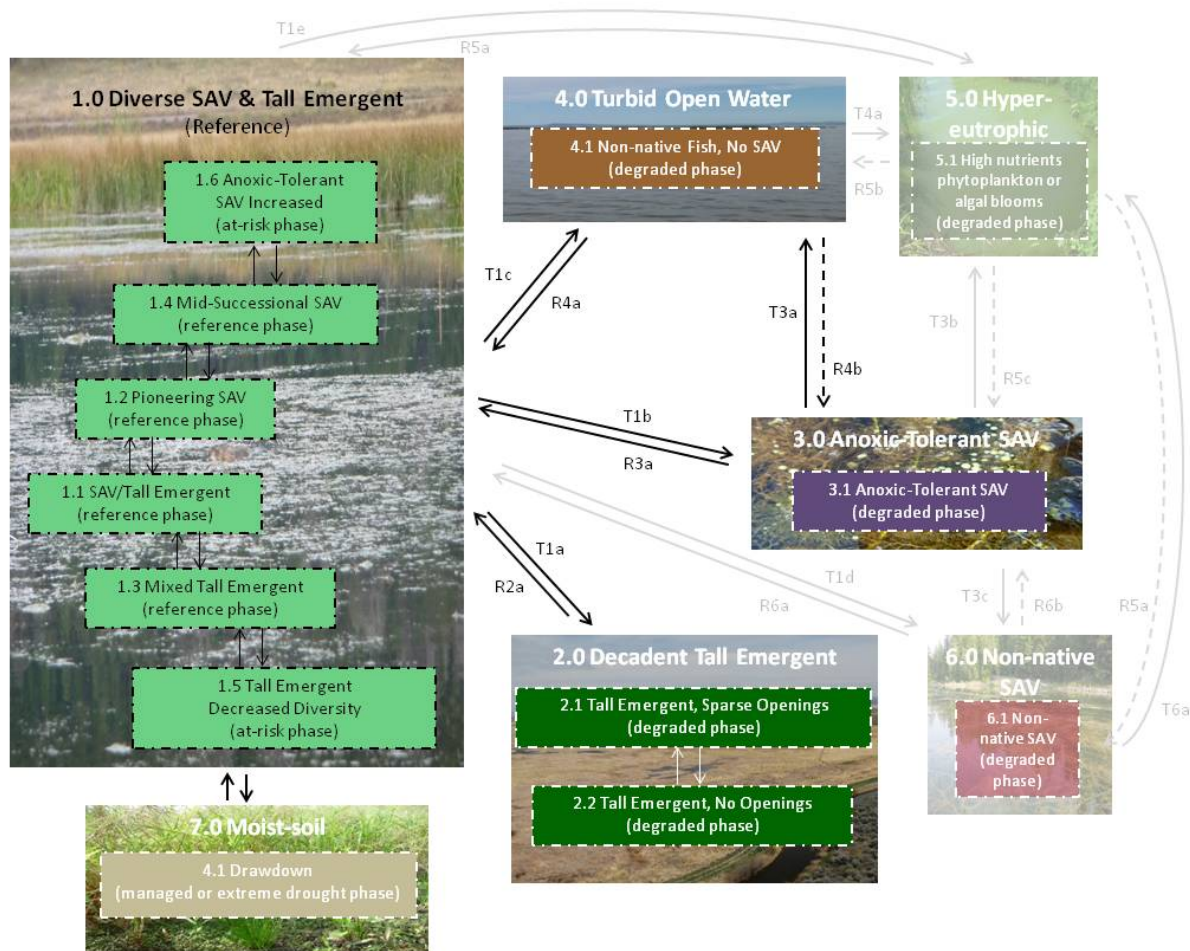 T1e
R5a
1.0 Diverse SAV & Tall Emergent
(Reference)
1.6 Anoxic-Tolerant
SAV Increased
(at-risk phase)
1.4 Mid-Successional SAV
(reference phase)
1.2 Pioneering SAV
(reference phase)
1.1 SAV/Tall Emergent
(reference phase)
1.3 Mixed Tall Emergent
(reference phase)
1.5 Tall Emergent
Decreased Diversity
(at-risk phase)
7.0 Moist-soil
4.1 Drawdown
(managed or extreme drought phase)
4.0 Turbid Open Water
4.1 Non-native Fish, No SAV
(degraded phase)
T4a
R5b
5.0 Hyper-
eutrophic
5.1 High nutrients
phytoplankton or
algal blooms
(degraded phase)
T1c
R4a
T3a
R4b
T3b
R5c
T1b
R3a
3.0 Anoxic-Tolerant SAV
3.1 Anoxic-Tolerant SAV
(degraded phase)
T1a
R2a
T1d
R6a
T3c
R6b
R5a
T6a
2.0 Decadent Tall Emergent
2.1 Tall Emergent, Sparse Openings
(degraded phase)
2.2 Tall Emergent, No Openings
(degraded phase)
6.0 Non-native
SAV
6.1 Non-
native SAV
(degraded
phase)